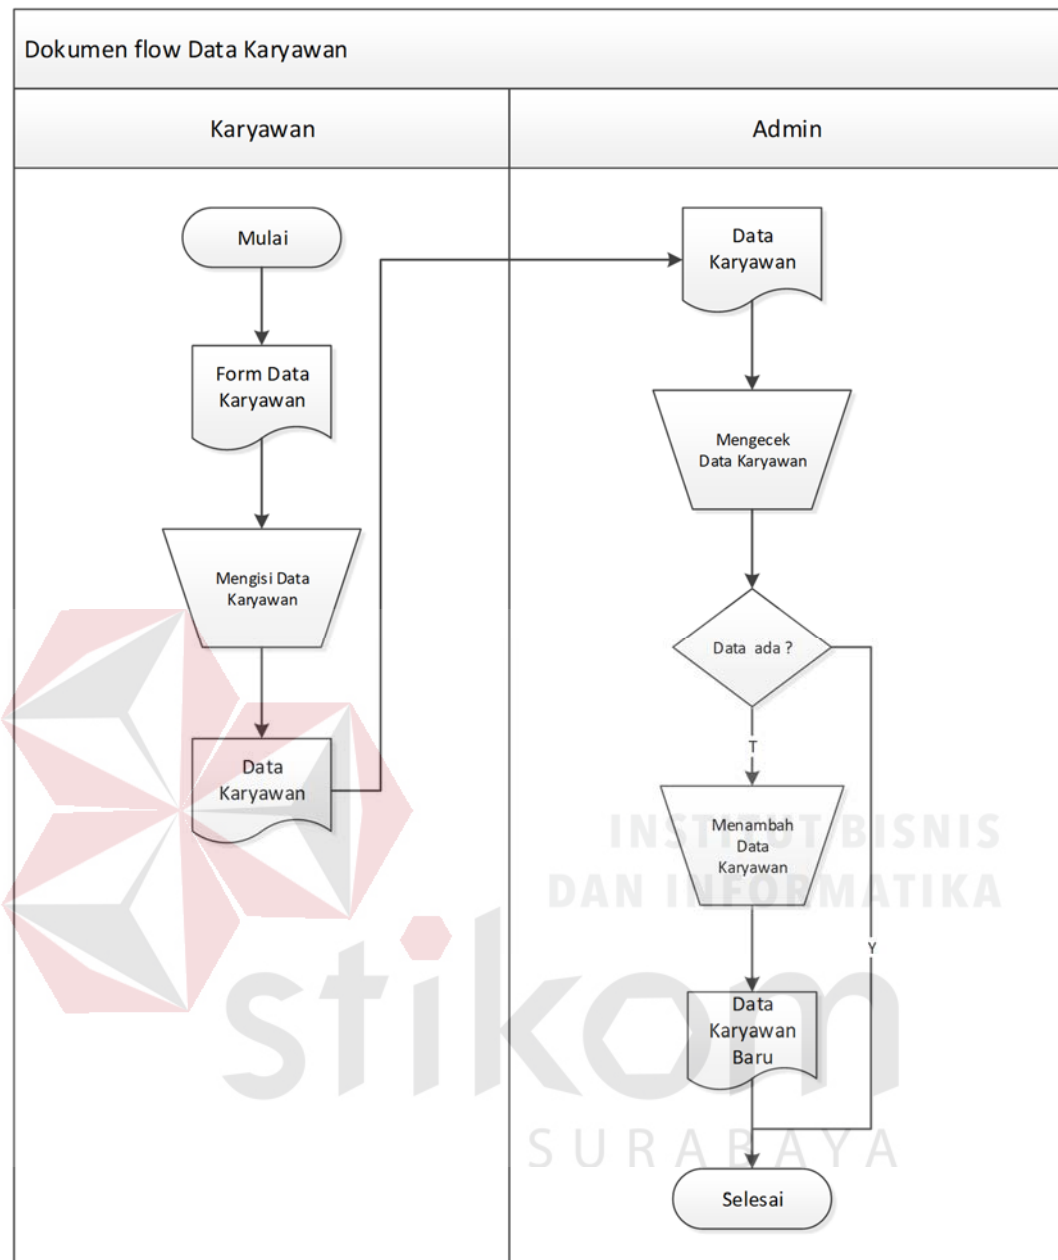 Dokumen flow Data Karyawan
Karyawan
Admin
Mulai
Form Data
Karyawan
Mengisi Data
Karyawan
Data
Karyawan
Data
Karyawan
Mengecek
Data Karyawan
Data ada ?
T
Menambah
Data
Karyawan
Y
Data
Karyawan
Baru
Selesai
INSTITUT BISNIS
DAN INFORMATIKA
stikom
SURABAYA